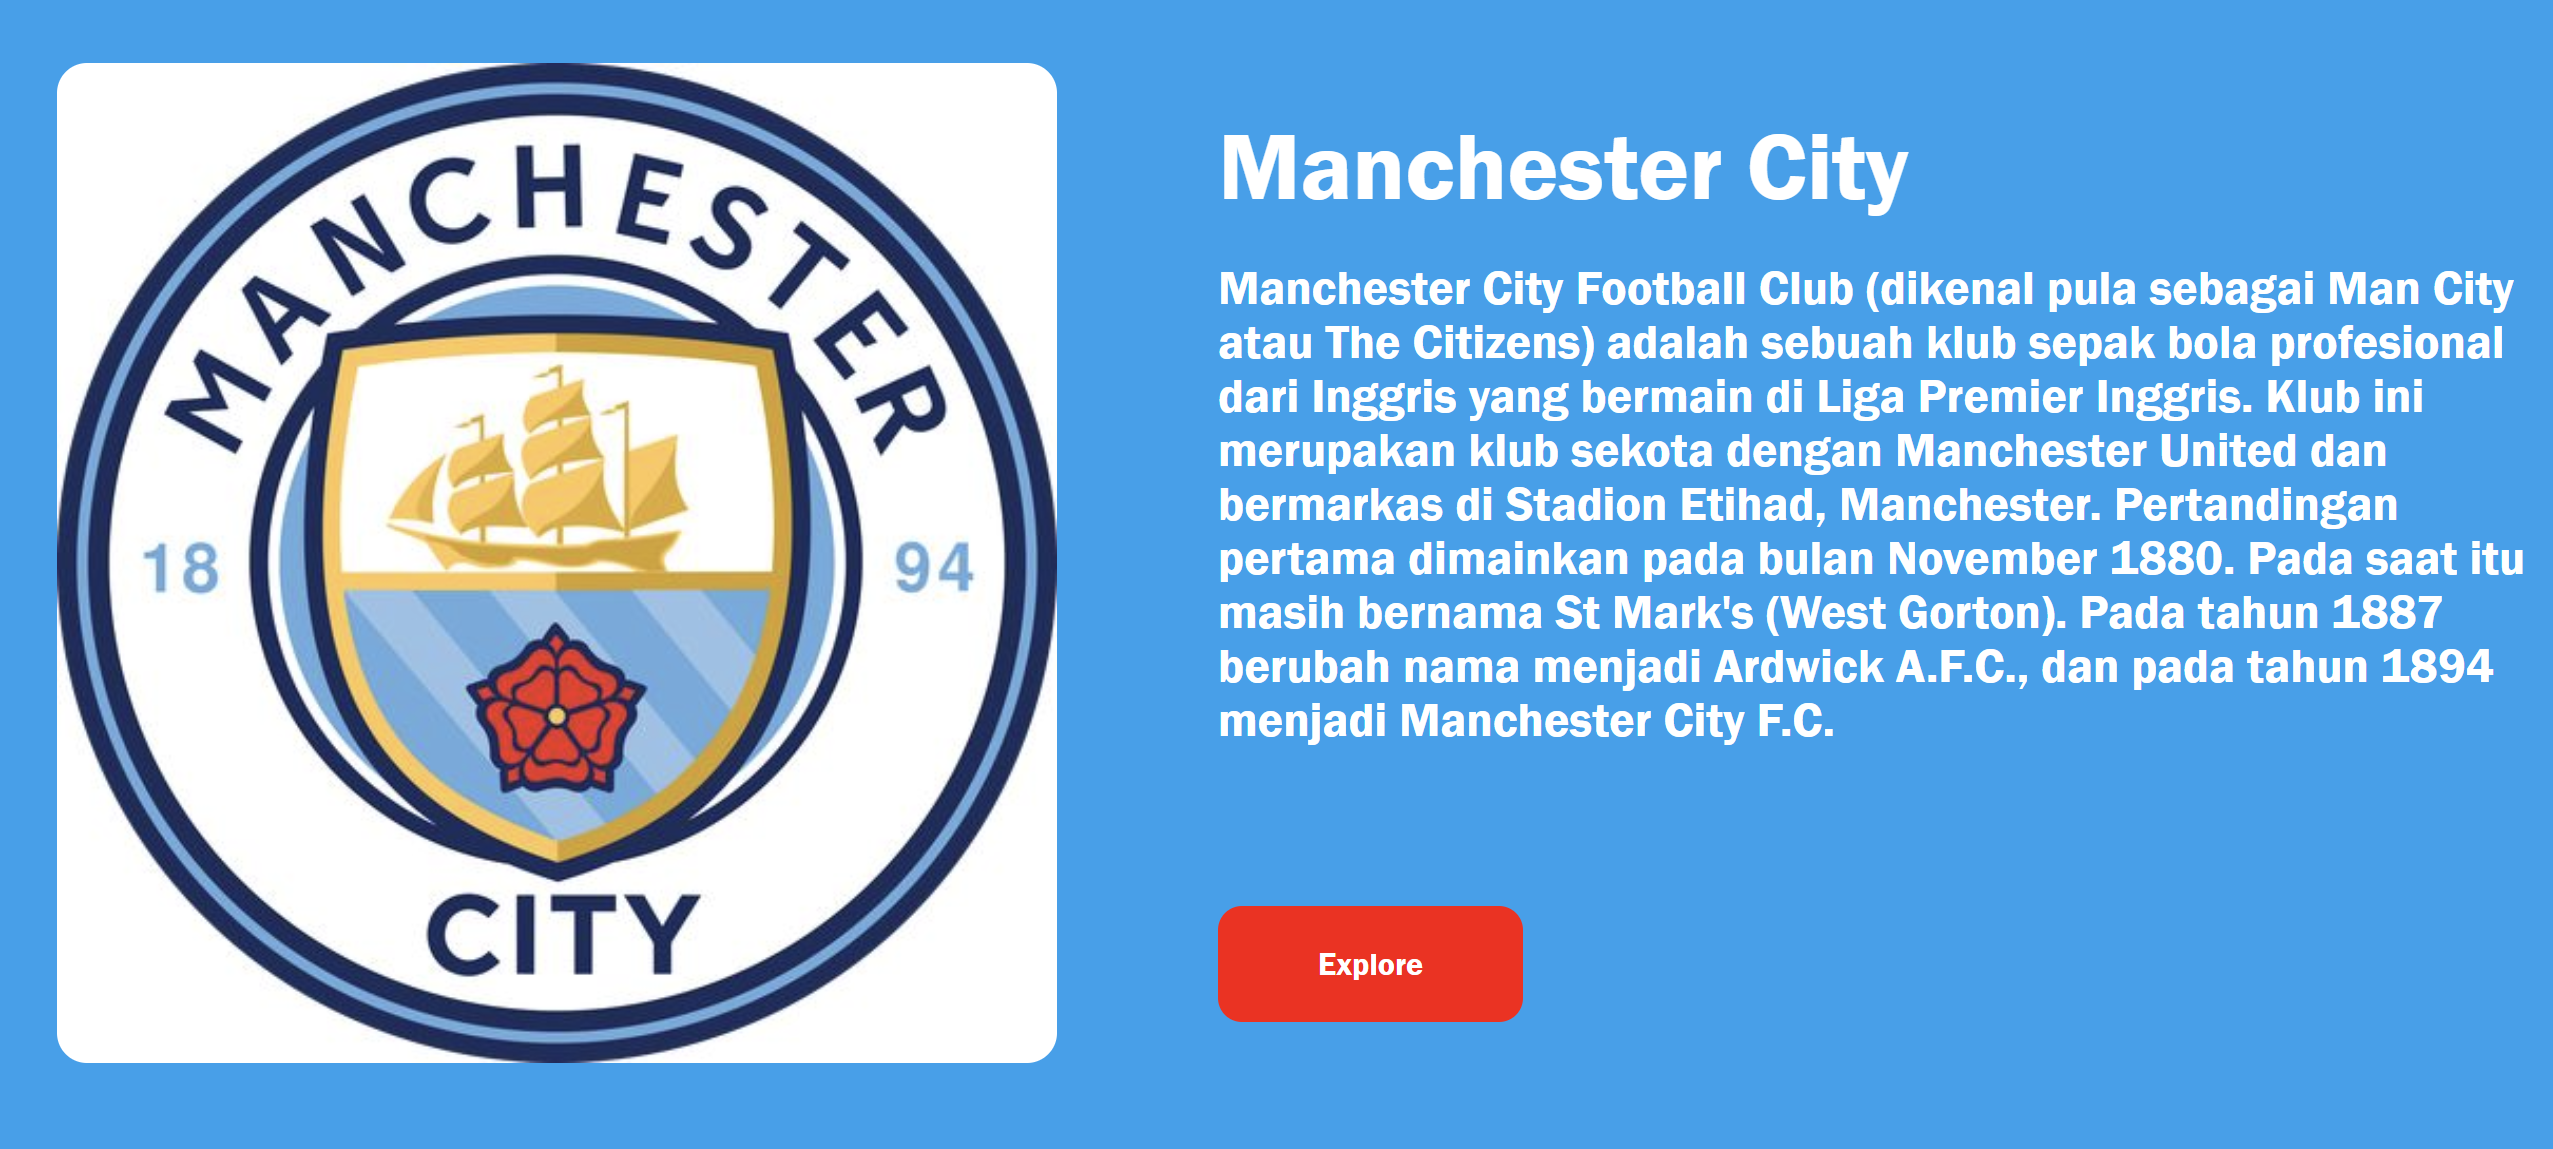 MANCHESTER
18 94
CITY
Manchester City
Manchester City Football Club (dikenal pula sebagai Man City
atau The Citizens) adalah sebuah klub sepak bola profesional
dari Inggris yang bermain di Liga Premier Inggris. Klub ini
merupakan klub sekota dengan Manchester United dan
bermarkas di Stadion Etihad, Manchester. Pertandingan
pertama dimainkan pada bulan November 1880. Pada saat itu
masih bernama St Mark's (West Gorton). Pada tahun 1887
berubah nama menjadi Ardwick A.F.C., dan pada tahun 1894
menjadi Manchester City F.C.
Explore